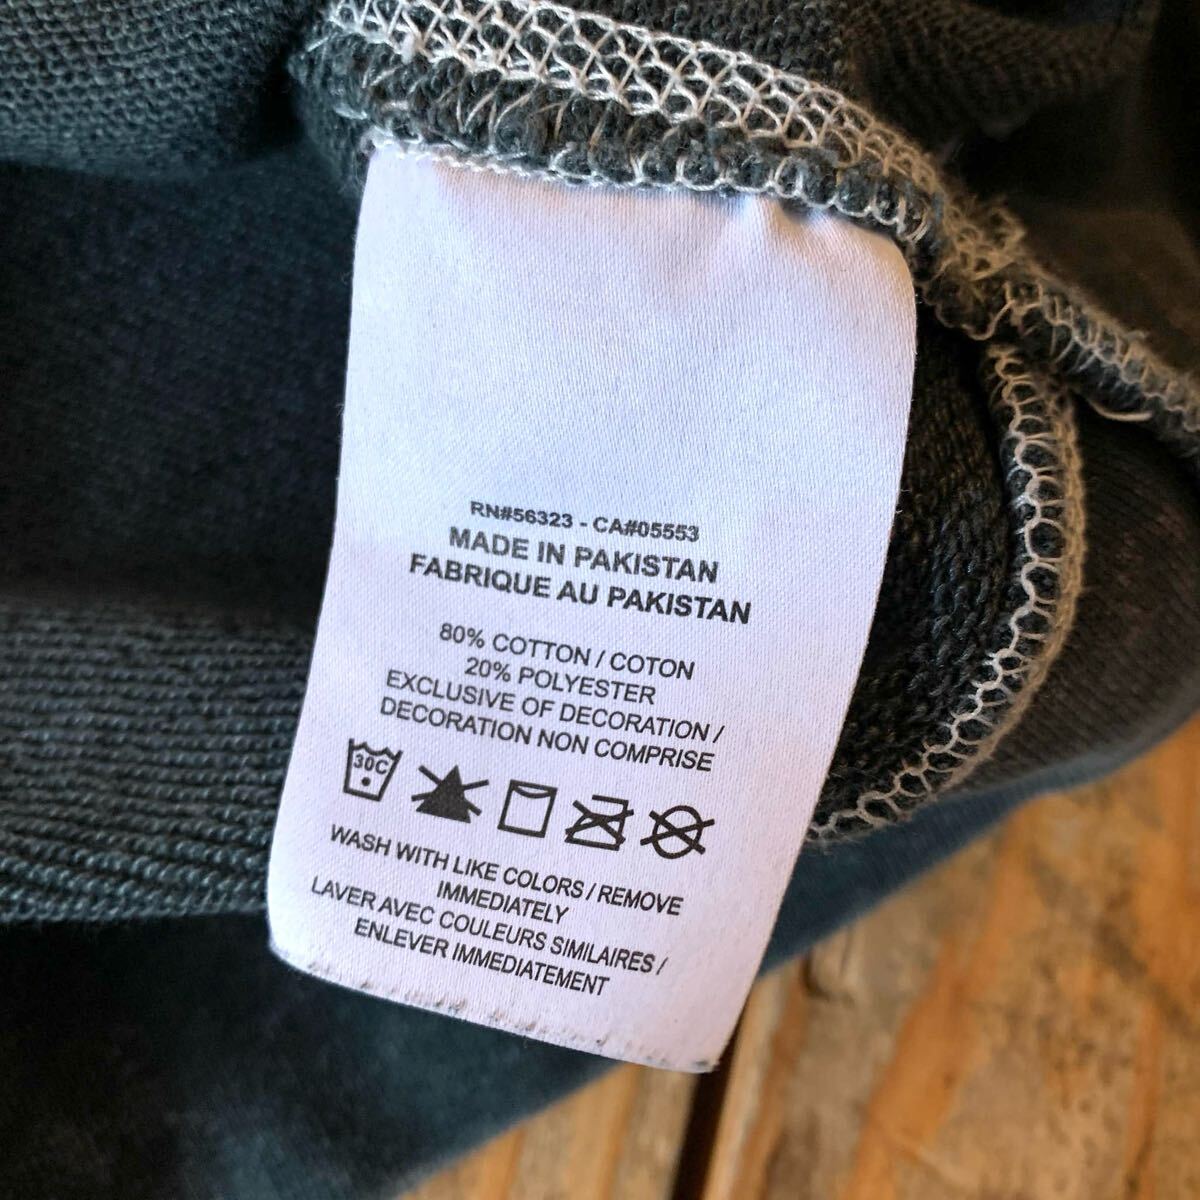 RN#56323 - CA#05553
MADE IN PAKISTAN
FABRIQUE AU PAKISTAN
80% COTTON / COTON
20% POLYESTER
EXCLUSIVE OF DECORATION /
DECORATION NON COMPRISE
30C
WASH WITH LIKE COLORS / REMOVE
IMMEDIATELY
LAVER AVEC COULEURS SIMILAIRES /
ENLEVER IMMEDIATEMENT